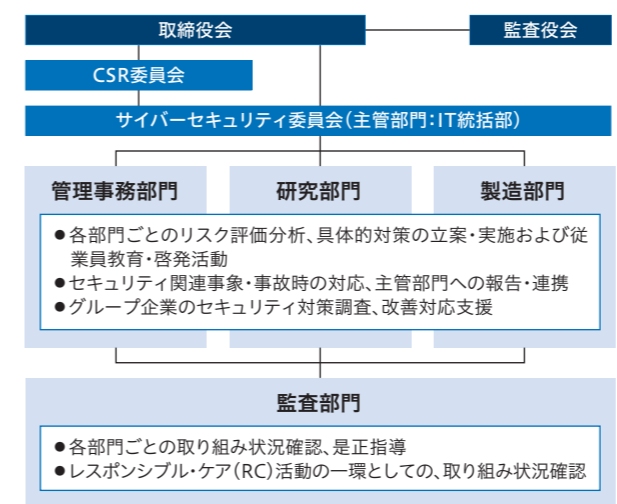 取締役会
監査役会
CSR委員会
サイバーセキュリティ委員会（主管部門：IT統括部）
管理事務部門
研究部門
製造部門
●各部門ごとのリスク評価分析、具体的対策の立案・実施および従
業員教育・啓発活動
●セキュリティ関連事象・事故時の対応、主管部門への報告・連携
●グループ企業のセキュリティ対策調査、改善対応支援
監査部門
●各部門ごとの取り組み状況確認、是正指導
●レスポンシブル・ケア（RC）活動の一環としての、取り組み状況確認